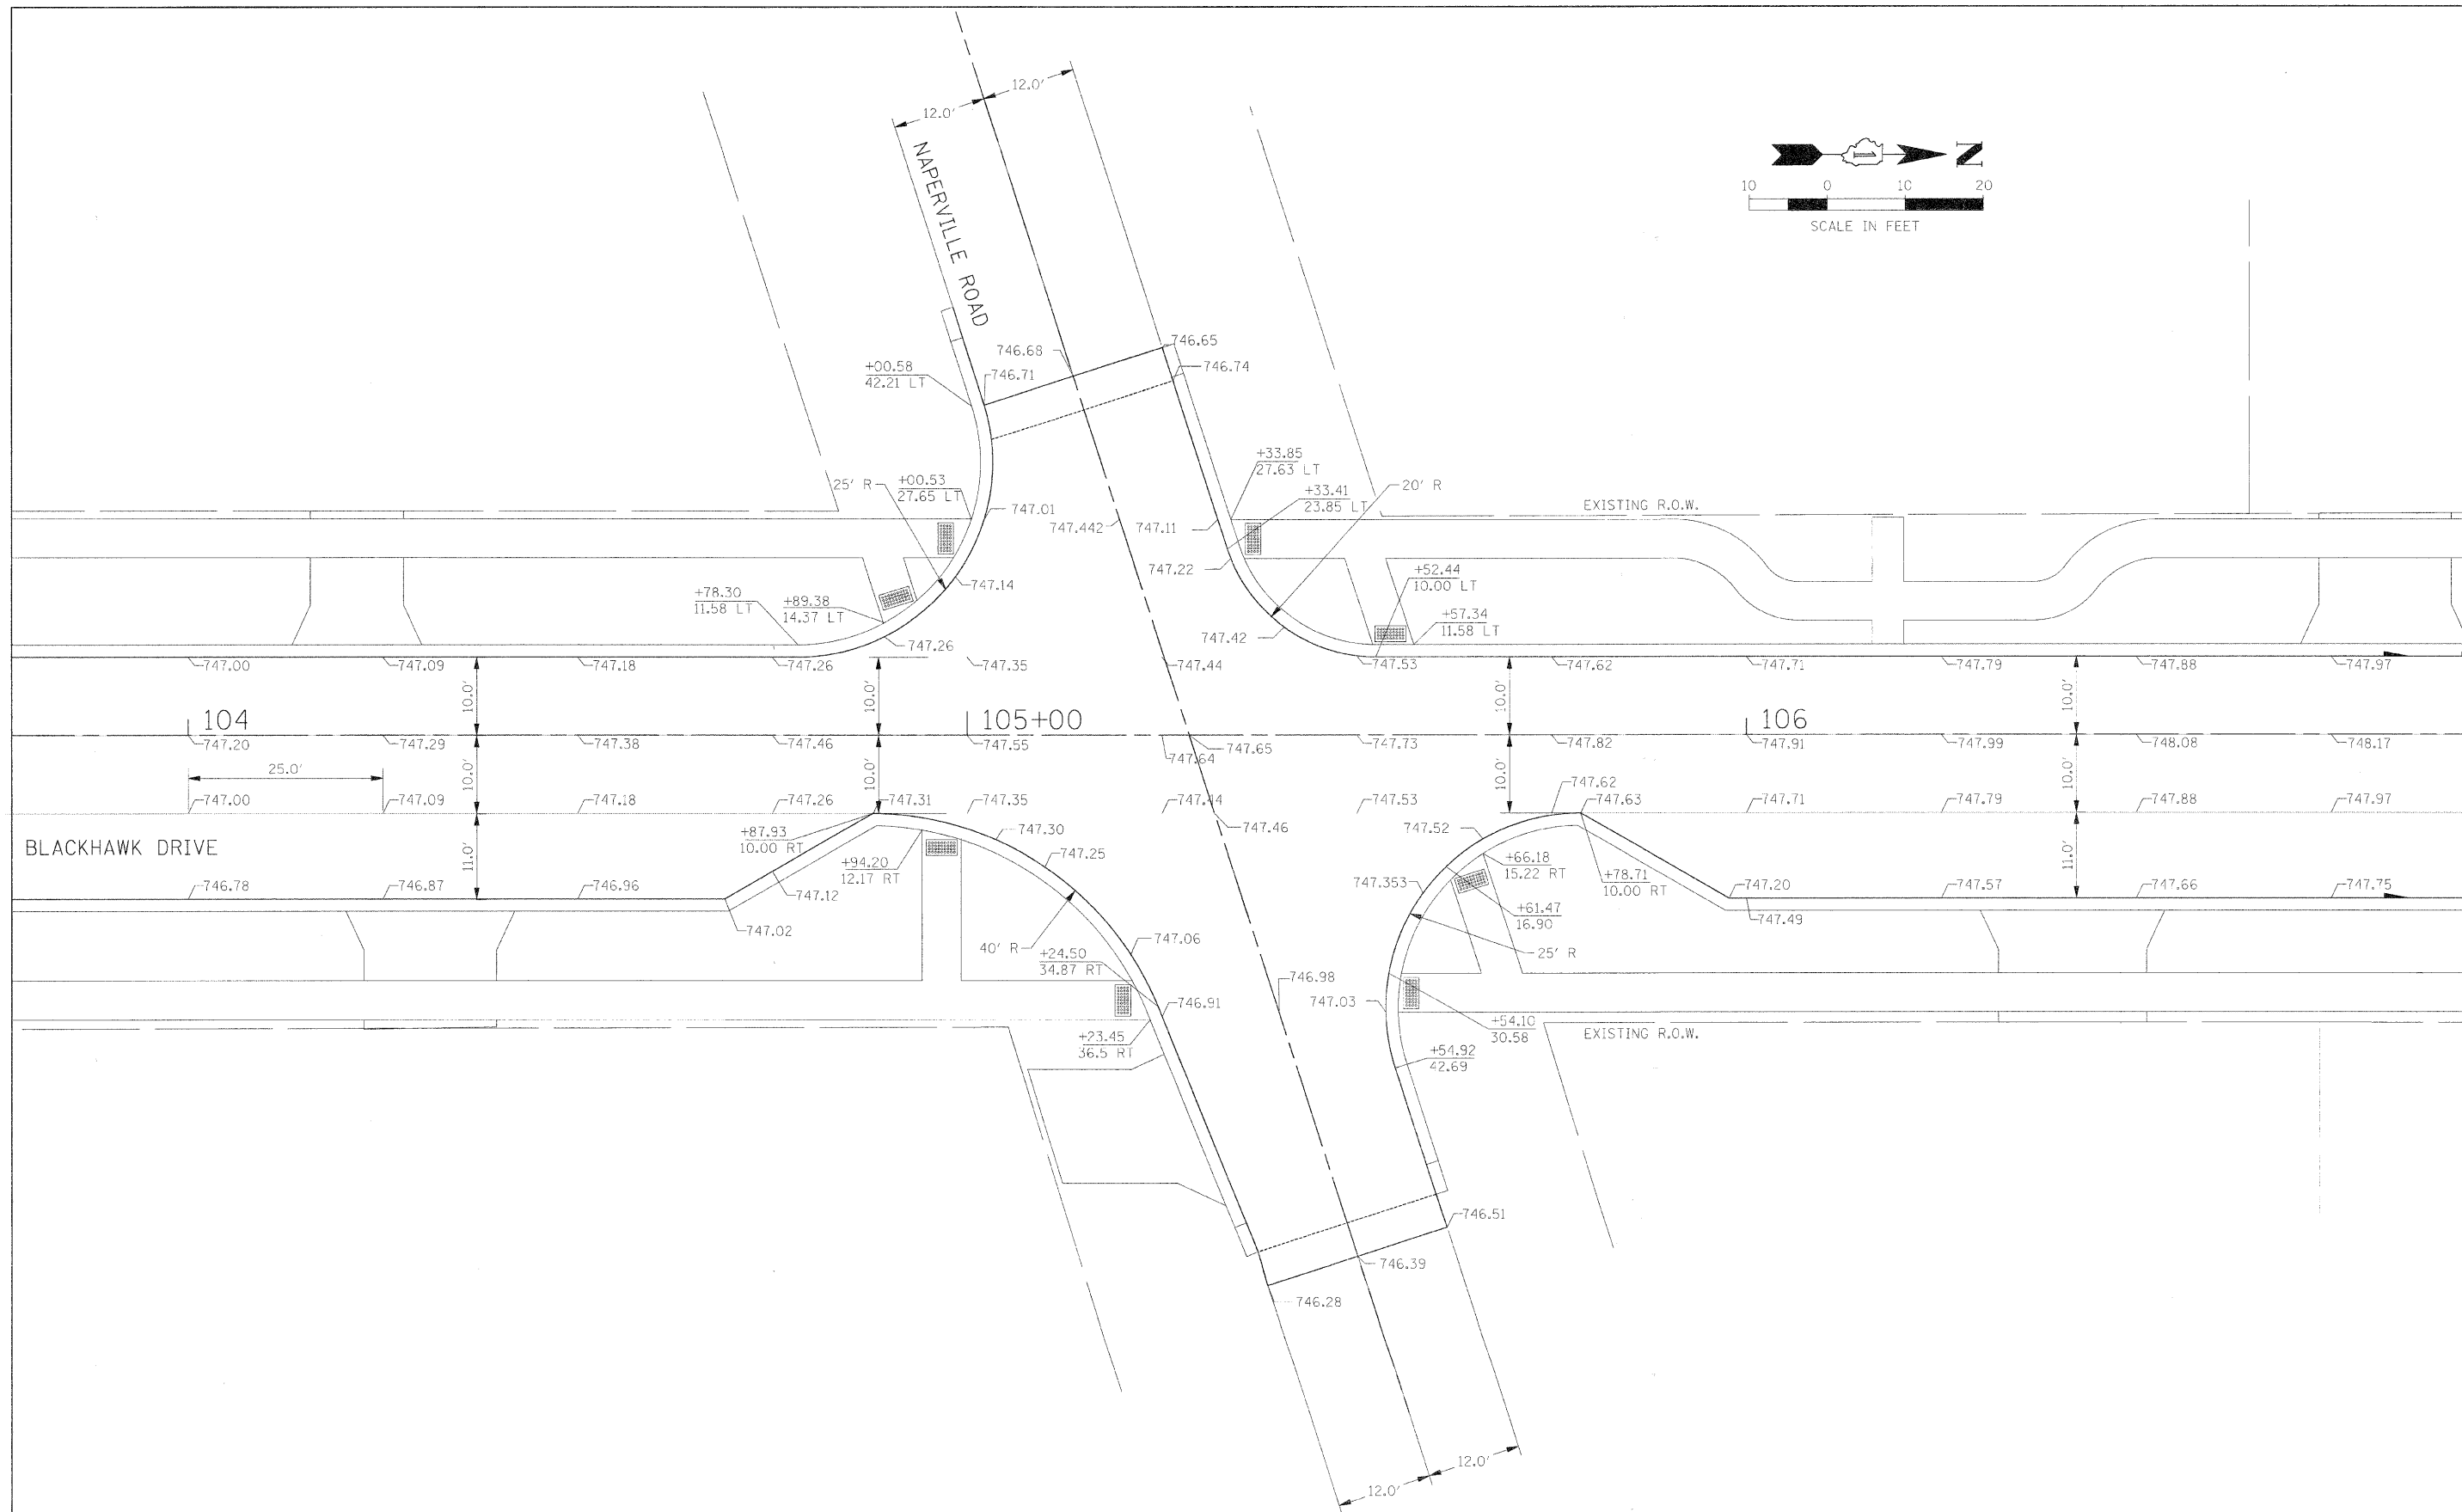 12.0'
12.0'
NAPERVILLE ROAD
N
10 0 10 20
SCALE IN FEET
746.65
746.68
746.74
+00.58
42.21 LT
746.71
+33.85
27.63 LT
25' R
+00.53
27.65 LT
+33.41
23.85 LT
20' R
EXISTING R.O.W.
747.01
747.442
747.11
747.22
747.14
+52.44
10.00 LT
+78.30
11.58 LT
+89.38
14.37 LT
+57.34
11.58 LT
747.26
747.42
747.00 747.09 747.18 747.26 747.35 747.44 747.53 747.62 747.71 747.79 747.88 747.97
10.0' 10.0' 10.0' 10.0'
104 105+00 106
747.20 747.29 747.38 747.46 747.55 747.64 747.65 747.73 747.82 747.91 747.99 748.08 748.17
25.0'
10.0' 10.0' 10.0' 10.0'
747.62
747.00 747.09 747.18 747.26 747.31 747.35 747.44 747.53 747.63 747.71 747.79 747.88 747.97
+87.93
10.00 RT
747.30
747.46
747.52
BLACKHAWK DRIVE
11.0'
747.25
+94.20
12.17 RT
+66.18
15.22 RT
11.0'
747.353
+78.71
10.00 RT
746.78 746.87 746.96
747.12
747.20 747.57 747.66 747.75
+61.47
16.90
747.49
747.02
747.06
40' R
25' R
+24.50
34.87 RT
746.98
746.91
747.03
+54.10
30.58
EXISTING R.O.W.
+23.45
36.5 RT
+54.92
42.69
746.51
746.39
746.28
12.0'
12.0'